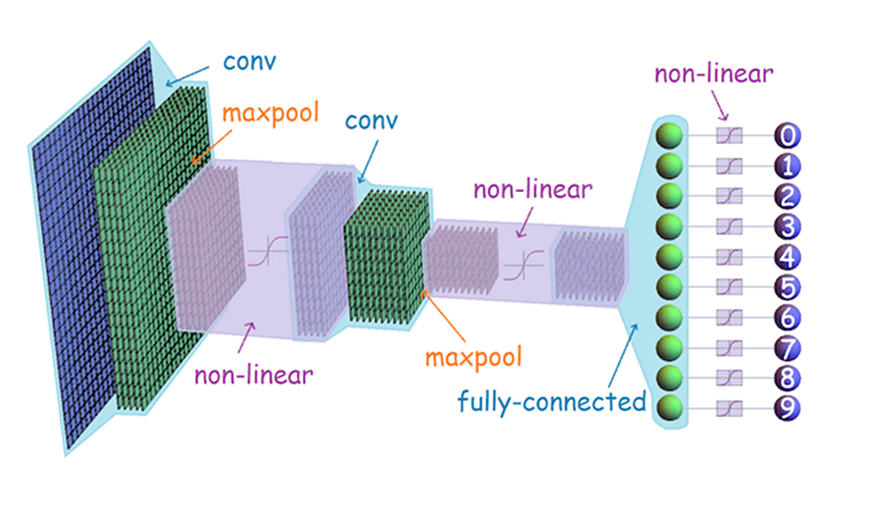 conv
maxpool
conv
non-linear
non-linear
maxpool
fully-connected
non-linear
0
1
2
3
4
5
6
7
8
9